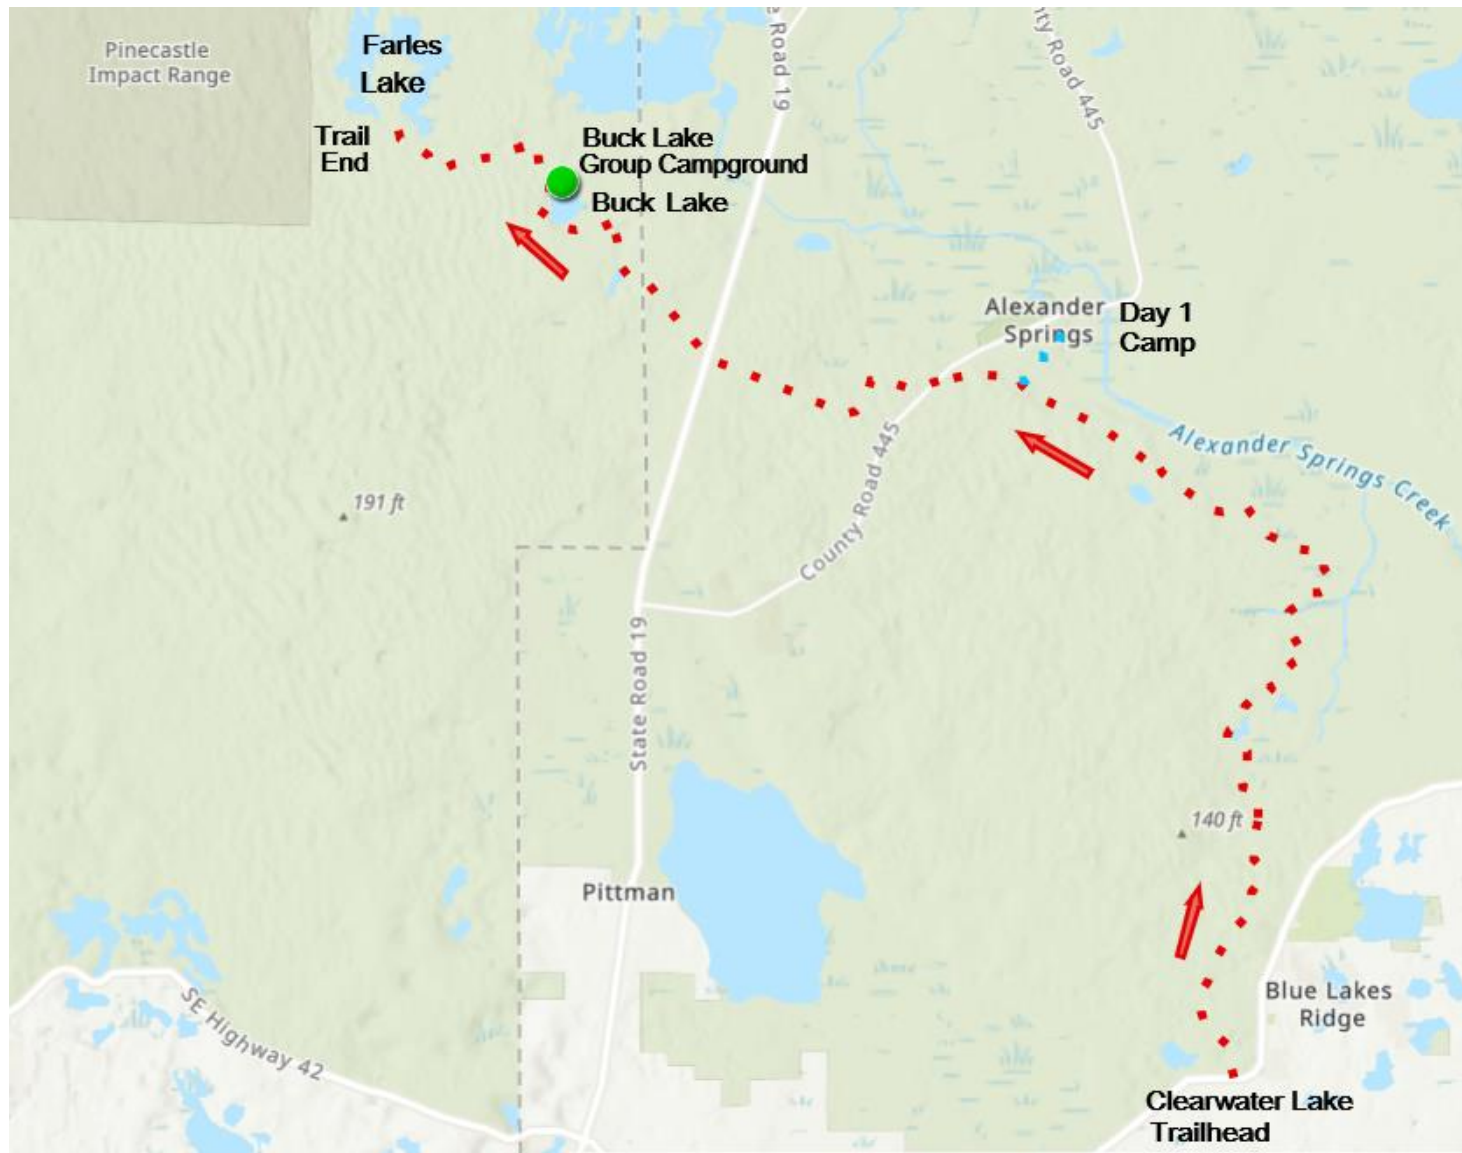 Pinecastle
Impact Range
Farles
Lake
e Road 19
nty Road 445
Trail
End
Buck Lake
Group Campground
Buck Lake
Alexander
Springs
Day 1
Camp
Alexander Springs Creek
County Road 445
191 ft
State Road 19
140 ft
Pittman
SE Highway 42
Blue Lakes
Ridge
Clearwater Lake
Trailhead